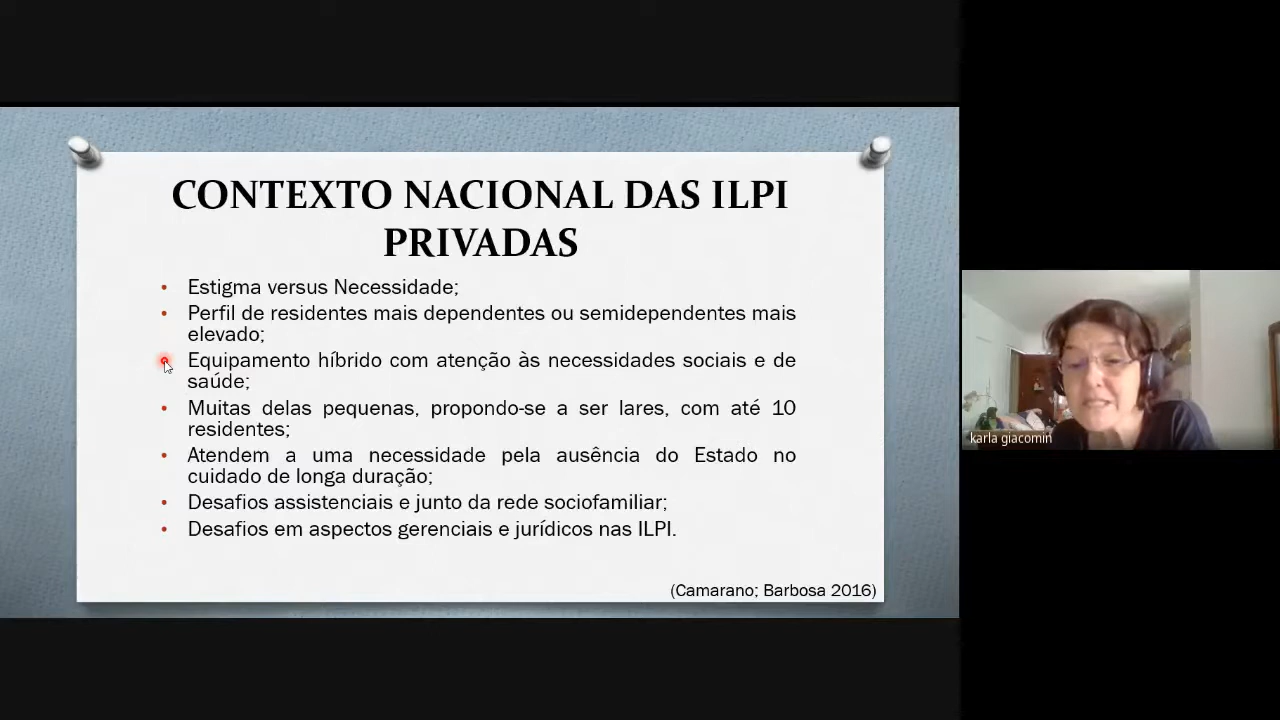 CONTEXTO NACIONAL DAS ILPI
PRIVADAS
• Estigma versus Necessidade;
• Perfil de residentes mais dependentes ou semidependentes mais
elevado;
• Equipamento híbrido com atenção às necessidades sociais e de
saúde;
• Muitas delas pequenas, propondo-se a ser lares, com até 10
residentes;
• Atendem a uma necessidade pela ausência do Estado no
cuidado de longa duração;
• Desafios assistenciais e junto da rede sociofamiliar;
• Desafios em aspectos gerenciais e jurídicos nas ILPI.
(Camarano; Barbosa 2016)
karla giacomin